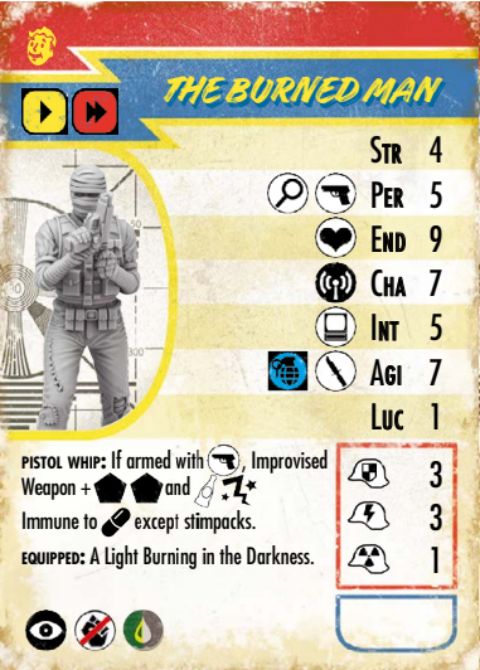 THE BURNED MAN
STR 4
PER 5
END 9
CHA 7
INT 5
AGI 7
LUC 1
50
300
PISTOL WHIP: If armed with , Improvised
Weapon + and
Immune to except stimpacks.
EQUIPPED: A Light Burning in the Darkness.
3
3
1